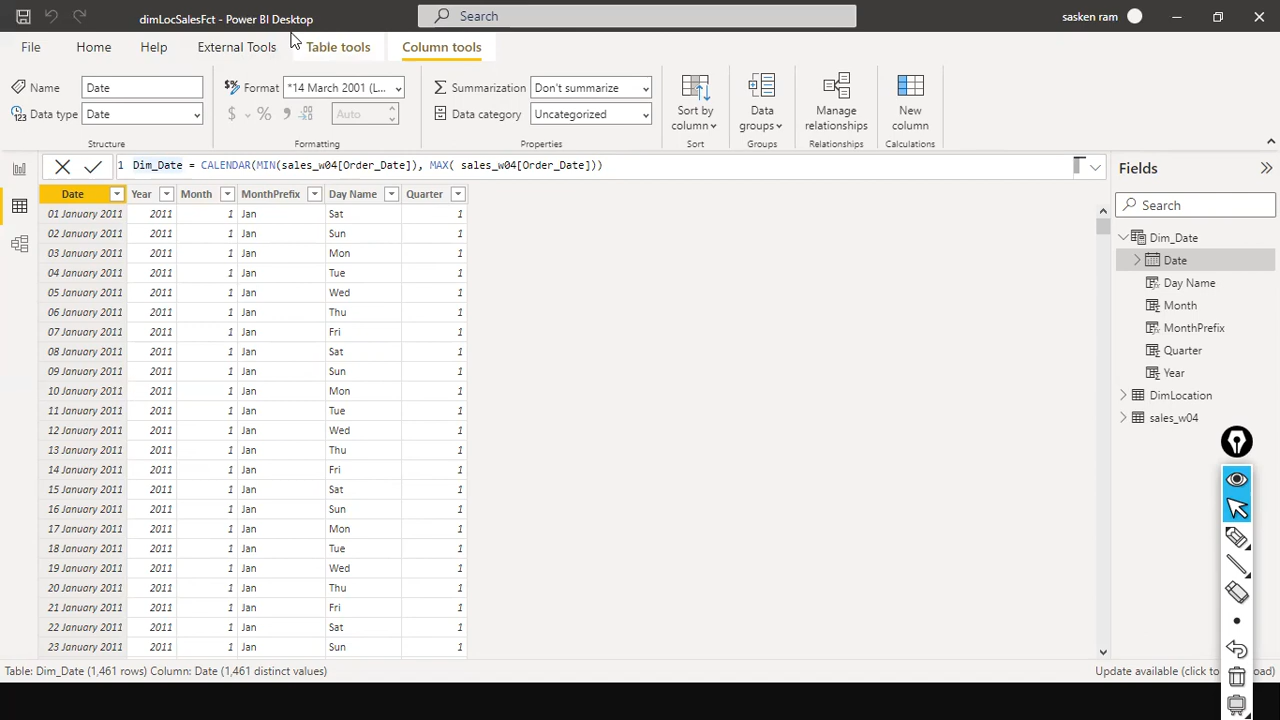 dimLocSalesFct - Power BI Desktop
Search
sasken ram
File Home Help External Tools Table tools Column tools
Name Date
Format *14 March 2001 (L...
Summarization Don't summarize
Data type Date
$ % 9 Auto
Data category Uncategorized
Sort by column
Data groups
Manage relationships
New column
Structure Formatting Properties Sort Groups Relationships Calculations
1 Dim_Date = CALENDAR(MIN(sales_w04[Order_Date]), MAX( sales_w04[Order_Date]))
Date Year Month MonthPrefix Day Name Quarter
01 January 2011 2011 1 Jan Sat 1
02 January 2011 2011 1 Jan Sun 1
03 January 2011 2011 1 Jan Mon 1
04 January 2011 2011 1 Jan Tue 1
05 January 2011 2011 1 Jan Wed 1
06 January 2011 2011 1 Jan Thu 1
07 January 2011 2011 1 Jan Fri 1
08 January 2011 2011 1 Jan Sat 1
09 January 2011 2011 1 Jan Sun 1
10 January 2011 2011 1 Jan Mon 1
11 January 2011 2011 1 Jan Tue 1
12 January 2011 2011 1 Jan Wed 1
13 January 2011 2011 1 Jan Thu 1
14 January 2011 2011 1 Jan Fri 1
15 January 2011 2011 1 Jan Sat 1
16 January 2011 2011 1 Jan Sun 1
17 January 2011 2011 1 Jan Mon 1
18 January 2011 2011 1 Jan Tue 1
19 January 2011 2011 1 Jan Wed 1
20 January 2011 2011 1 Jan Thu 1
21 January 2011 2011 1 Jan Fri 1
22 January 2011 2011 1 Jan Sat 1
23 January 2011 2011 1 Jan Sun 1
Fields
Search
Dim_Date
Date
Day Name
Month
MonthPrefix
Quarter
Year
DimLocation
sales_w04
Table: Dim_Date (1,461 rows) Column: Date (1,461 distinct values)
Update available (click to load)